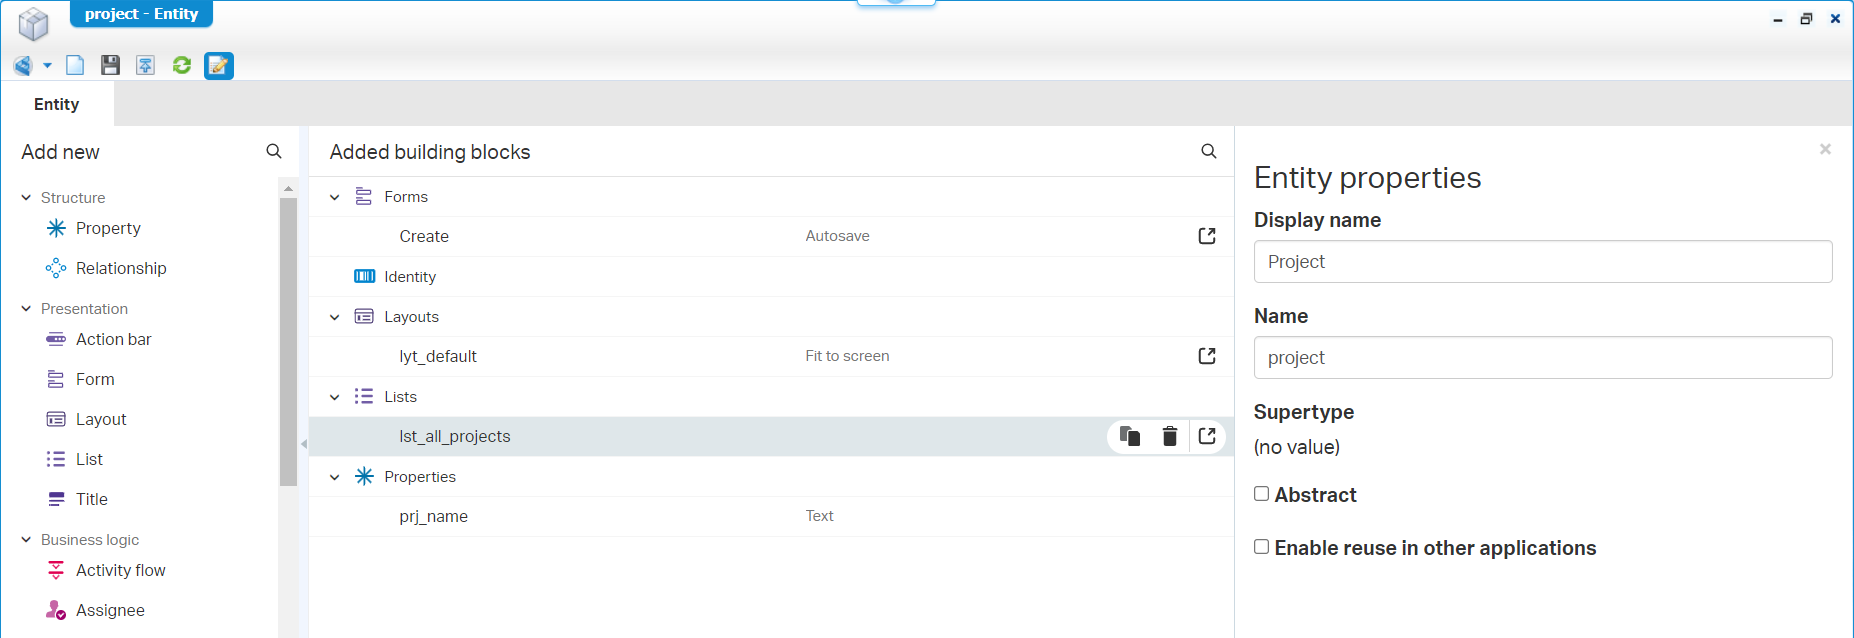 project - Entity
Entity
Add new
Structure
Property
Relationship
Presentation
Action bar
Form
Layout
List
Title
Business logic
Activity flow
Assignee
Added building blocks
Forms
Create Autosave
Identity
Layouts
lyt_default Fit to screen
Lists
lst_all_projects
Properties
prj_name Text
Entity properties
Display name
Project
Name
project
Supertype
(no value)
Abstract
Enable reuse in other applications